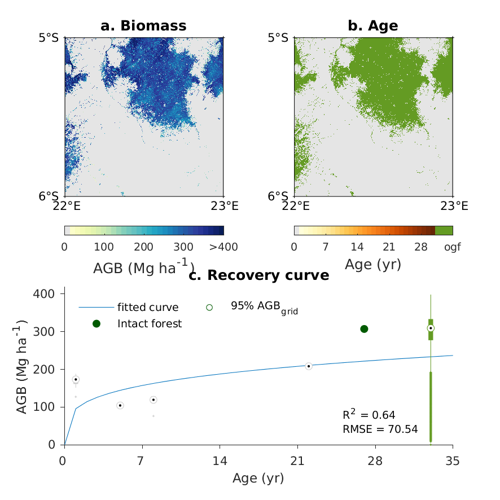 a. Biomass
b. Age
5°S
6°S
22°E
23°E
5°S
6°S
22°E
23°E
0 100 200 300 >400
AGB (Mg ha-1)
0 7 14 21 28 ogf
Age (yr)
c. Recovery curve
fitted curve
95% AGBgrid
Intact forest
AGB (Mg ha-1)
400
300
200
100
0
R2 = 0.64
RMSE = 70.54
0 7 14 21 28 35
Age (yr)